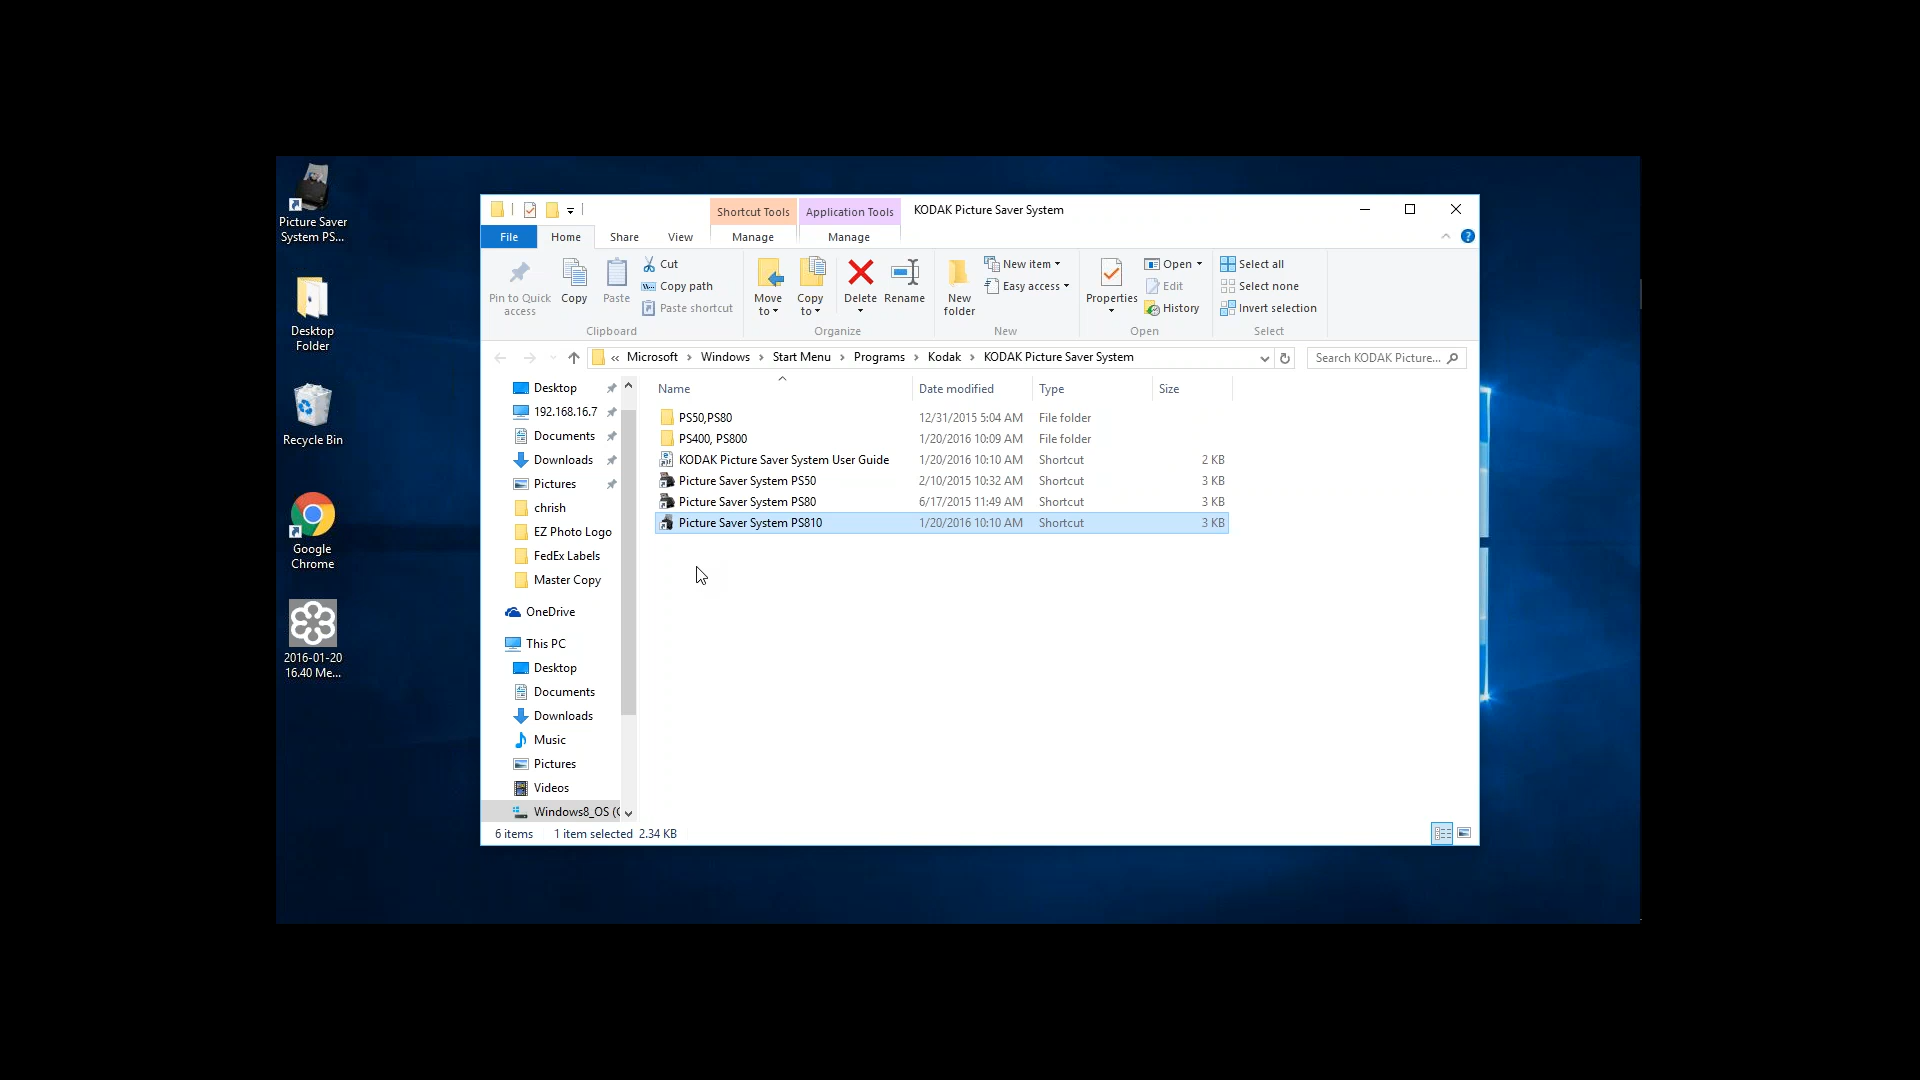 Picture Saver
System PS...
Desktop
Folder
Recycle Bin
Google
Chrome
2016-01-20
16.40 Me...
Shortcut Tools
Application Tools
KODAK Picture Saver System
File
Home
Share
View
Manage
Manage
Pin to Quick
access
Copy
Paste
Cut
Copy path
Paste shortcut
Clipboard
Move
to
Copy
to
Delete
Rename
Organize
New
folder
New item
Easy access
New
Properties
Open
Edit
History
Open
Select all
Select none
Invert selection
Select
« Microsoft > Windows > Start Menu > Programs > Kodak > KODAK Picture Saver System
Search KODAK Picture...
Desktop
192.168.16.7
Documents
Downloads
Pictures
chrish
EZ Photo Logo
FedEx Labels
Master Copy
OneDrive
This PC
Desktop
Documents
Downloads
Music
Pictures
Videos
Windows8_OS (
Name Date modified Type Size
PS50,PS80 12/31/2015 5:04 AM File folder
PS400, PS800 1/20/2016 10:09 AM File folder
KODAK Picture Saver System User Guide 1/20/2016 10:10 AM Shortcut 2 KB
Picture Saver System PS50 2/10/2015 10:32 AM Shortcut 3 KB
Picture Saver System PS80 6/17/2015 11:49 AM Shortcut 3 KB
Picture Saver System PS810 1/20/2016 10:10 AM Shortcut 3 KB
6 items 1 item selected 2.34 KB